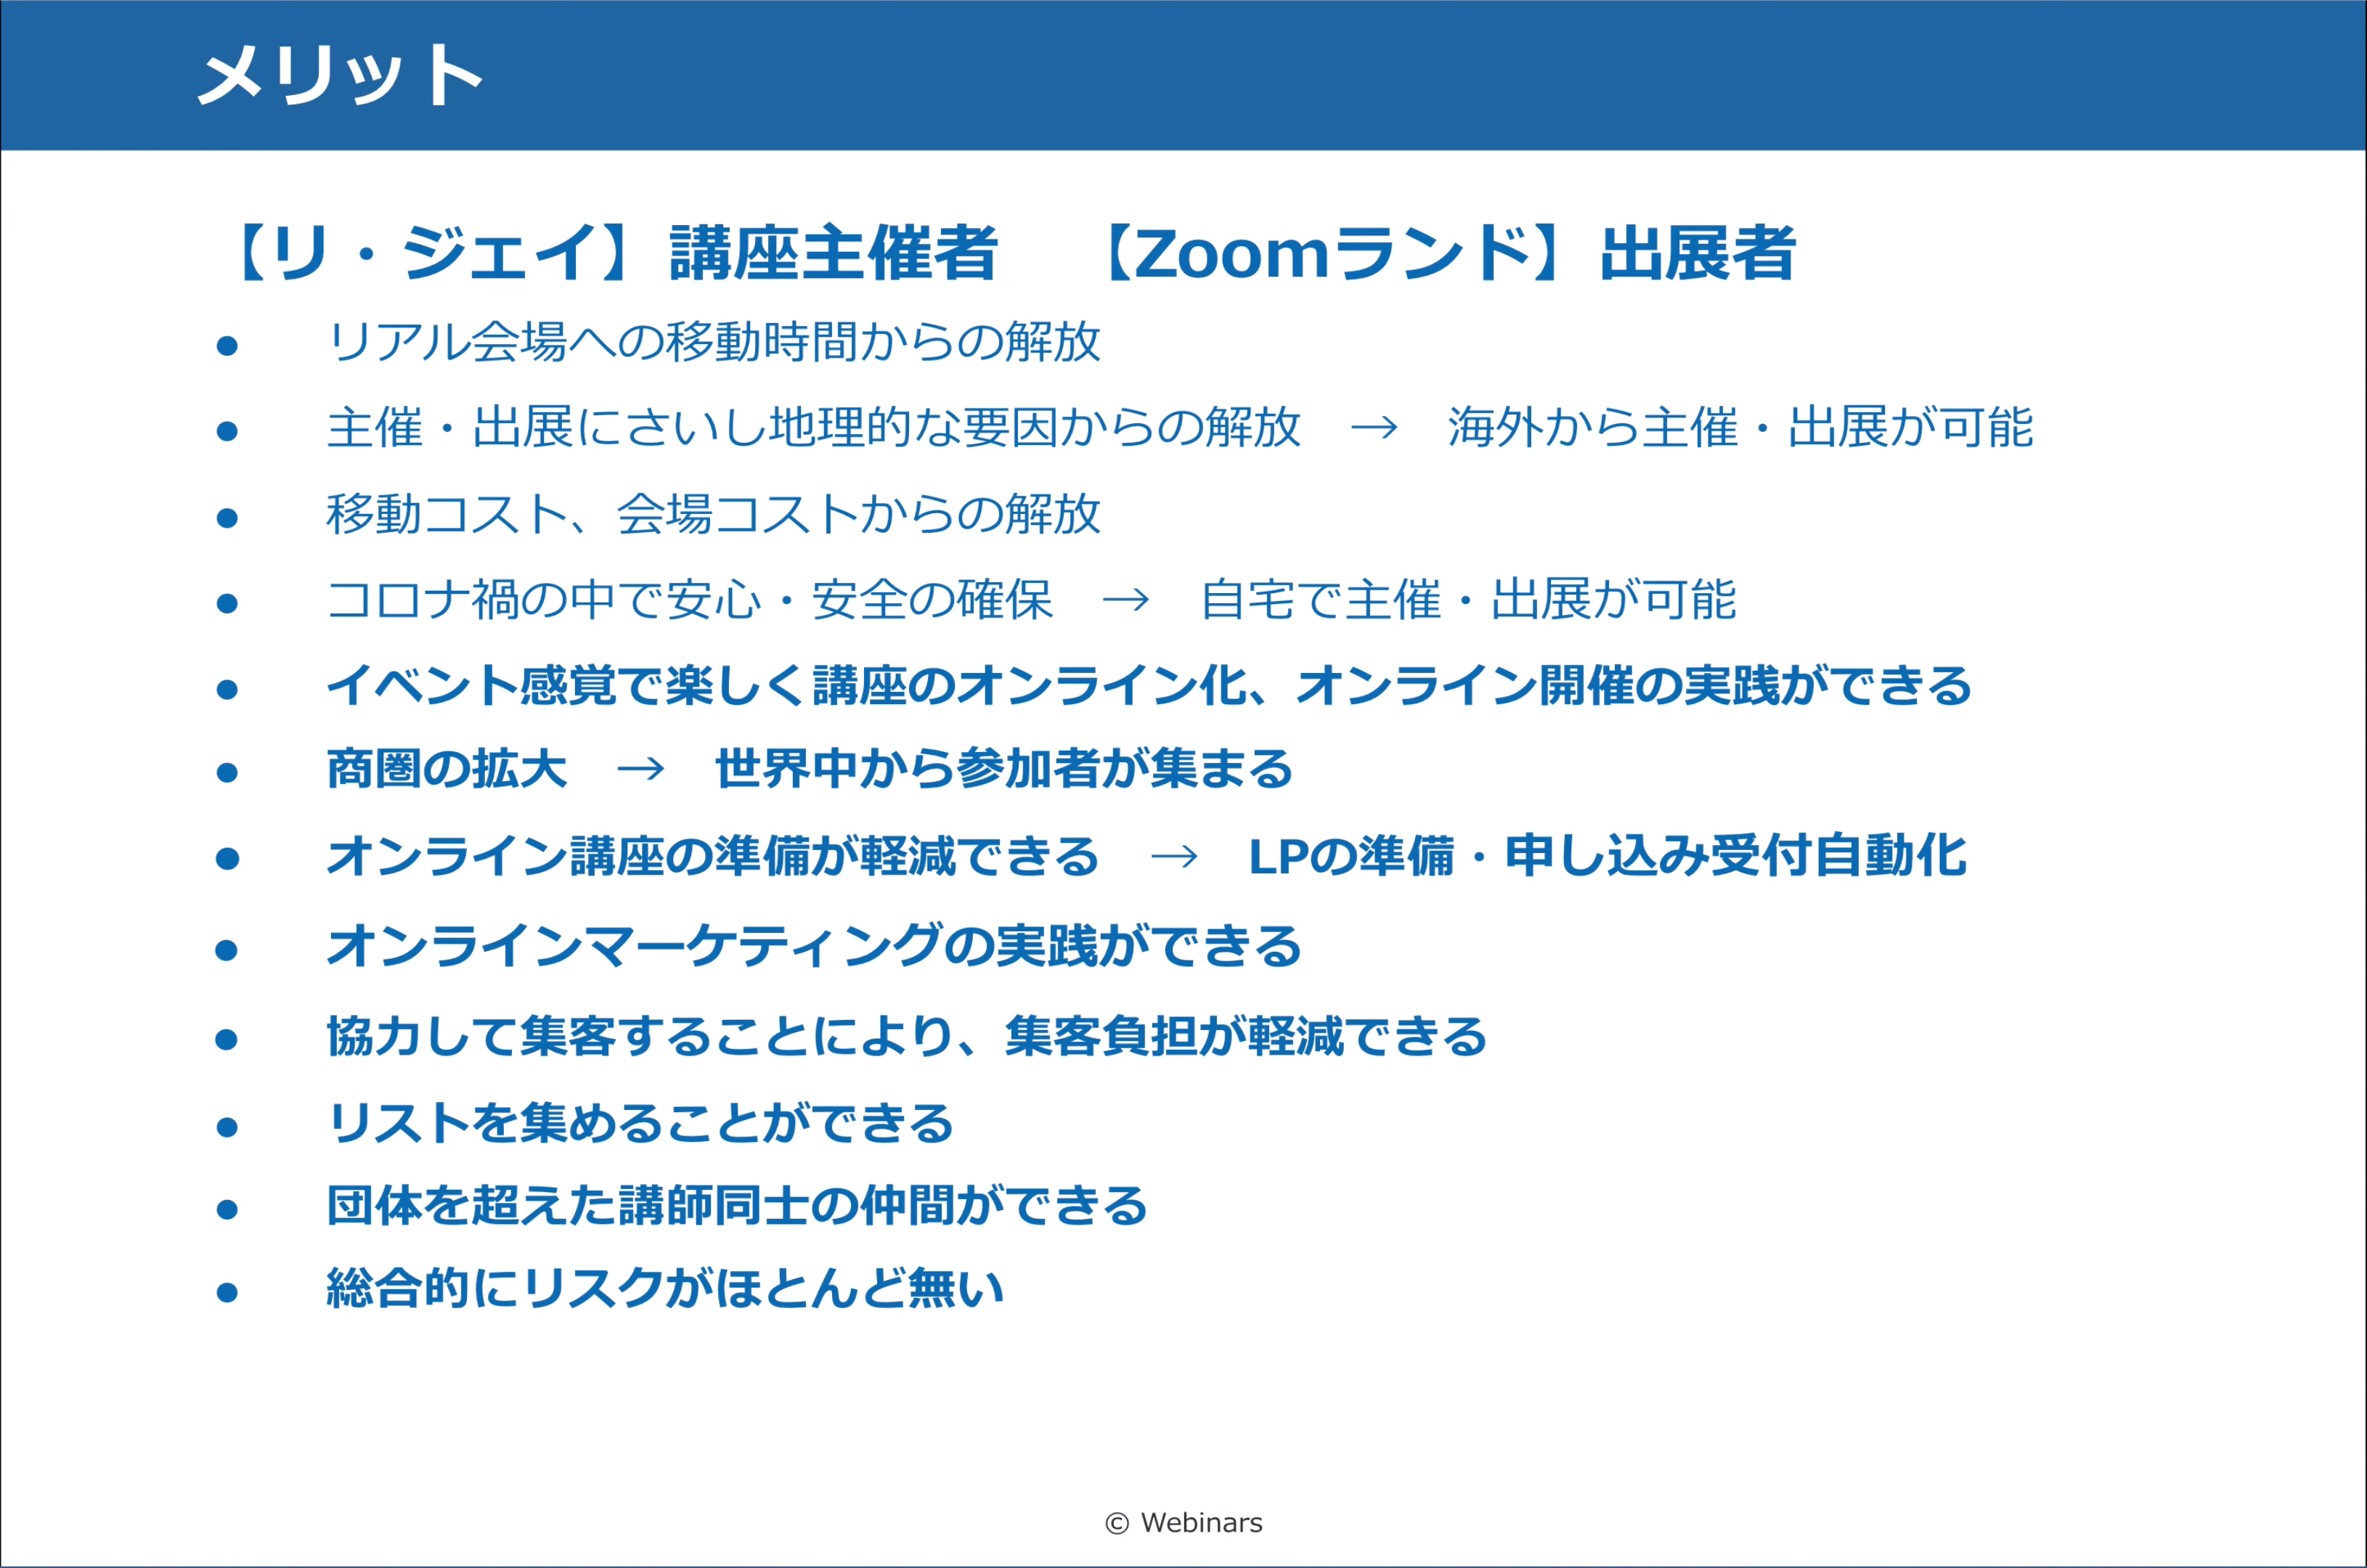 メリット
【リ・ジェイ】講座主催者　【Zoomランド】出展者
● リアル会場への移動時間からの解放
● 主催・出展にさいし地理的な要因からの解放　→　海外から主催・出展が可能
● 移動コスト、会場コストからの解放
● コロナ禍の中で安心・安全の確保　→　自宅で主催・出展が可能
● イベント感覚で楽しく講座のオンライン化、オンライン開催の実践ができる
● 商圏の拡大　→　世界中から参加者が集まる
● オンライン講座の準備が軽減できる　→　LPの準備・申し込み受付自動化
● オンラインマーケティングの実践ができる
● 協力して集客することにより、集客負担が軽減できる
● リストを集めることができる
● 団体を超えた講師同士の仲間ができる
● 総合的にリスクがほとんど無い
© Webinars